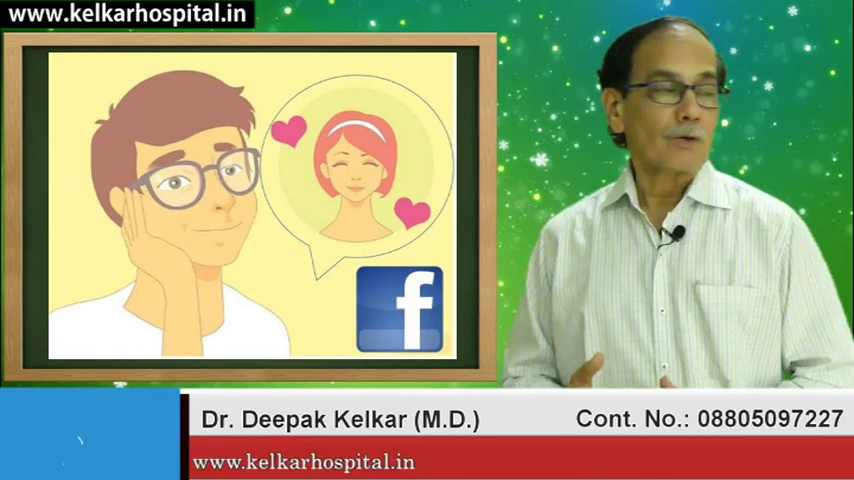 www.kelkarhospital.in
f
Dr. Deepak Kelkar (M.D.)
Cont. No.: 08805097227
www.kelkarhospital.in